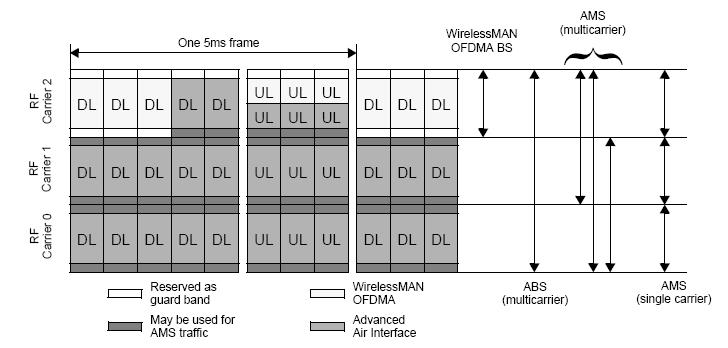 One 5ms frame
WirelessMAN
OFDMA BS
AMS
(multicarrier)
RF
Carrier 2
DL DL DL DL DL
UL UL UL
UL UL UL
DL DL DL
RF
Carrier 1
DL DL DL DL DL
UL UL UL
DL DL DL
RF
Carrier 0
DL DL DL DL DL
UL UL UL
DL DL DL
ABS
(multicarrier)
AMS
(single carrier)
Reserved as
guard band
WirelessMAN
OFDMA
May be used for
AMS traffic
Advanced
Air Interface